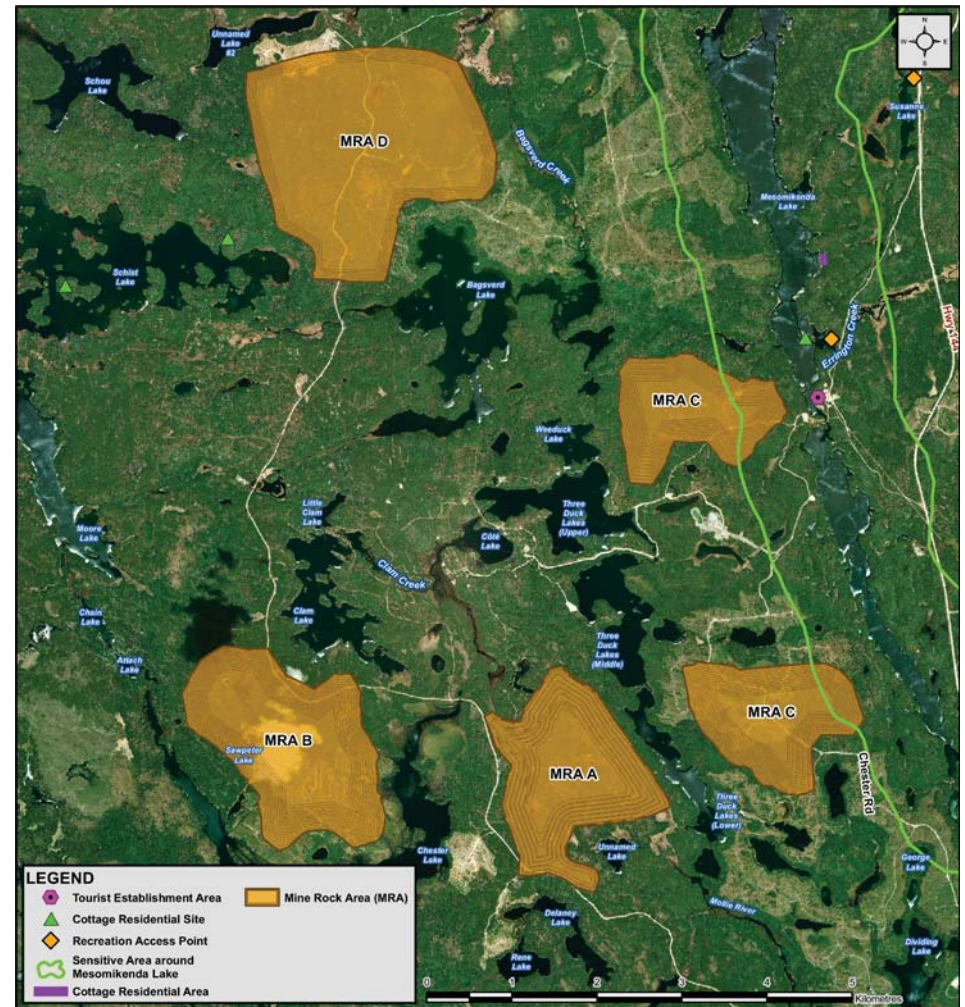 N
W E
S
Unnamed
Lake
#2
Schou
Lake
MRA D
Bagsverd Creek
Susanne
Lake
Mesomikenda
Lake
Schist
Lake
Bagsverd
Lake
Errington Creek
Hwy 144
MRA C
Weeduck
Lake
Little
Clam
Lake
Three
Duck
Lakes
(Upper)
Côté
Lake
Moore
Lake
Clam Creek
Chain
Lake
Clam
Lake
Three
Duck
Lakes
(Middle)
Attach
Lake
MRA C
MRA B
Sawpeter
Lake
MRA A
Chester Rd
Three
Duck
Lakes
(Lower)
Chester
Lake
Unnamed
Lake
George
Lake
Mollie River
Delaney
Lake
Rene
Lake
Dividing
Lake
LEGEND
Tourist Establishment Area
Mine Rock Area (MRA)
Cottage Residential Site
Recreation Access Point
Sensitive Area around
Mesomikenda Lake
Cottage Residential Area
0 1 2 3 4 5
Kilometres